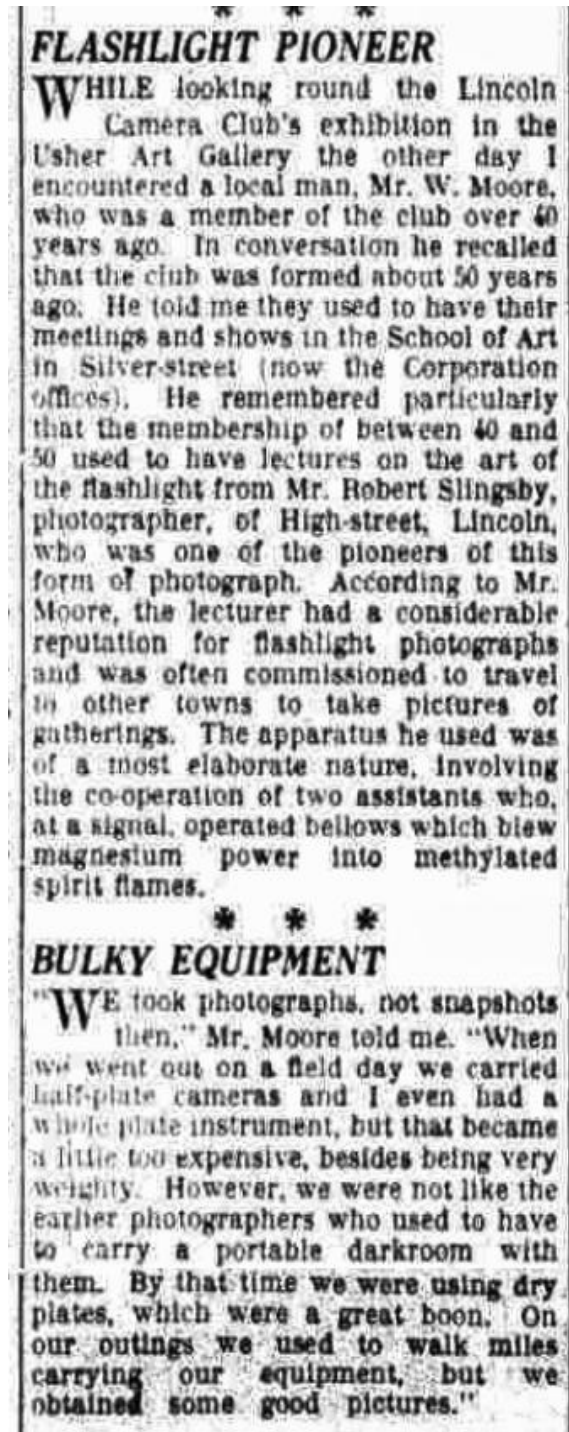 * * *
FLASHLIGHT PIONEER
WHILE looking round the Lincoln
Camera Club's exhibition in the
Usher Art Gallery the other day I
encountered a local man, Mr. W. Moore,
who was a member of the club over 40
years ago. In conversation he recalled
that the club was formed about 50 years
ago. He told me they used to have their
meetings and shows in the School of Art
in Silver-street (now the Corporation
offices). He remembered particularly
that the membership of between 40 and
50 used to have lectures on the art of
the flashlight from Mr. Robert Slingsby,
photographer, of High-street, Lincoln,
who was one of the pioneers of this
form of photograph. According to Mr.
Moore, the lecturer had a considerable
reputation for flashlight photographs
and was often commissioned to travel
to other towns to take pictures of
gatherings. The apparatus he used was
of a most elaborate nature, involving
the co-operation of two assistants who,
at a signal, operated bellows which blew
magnesium power into methylated
spirit flames.
* * *
BULKY EQUIPMENT
"WE took photographs, not snapshots
then," Mr. Moore told me. "When
we went out on a field day we carried
half-plate cameras and I even had a
whole plate instrument, but that became
a little too expensive, besides being very
weighty. However, we were not like the
earlier photographers who used to have
to carry a portable darkroom with
them. By that time we were using dry
plates, which were a great boon. On
our outings we used to walk miles
carrying our equipment, but we
obtained some good pictures."